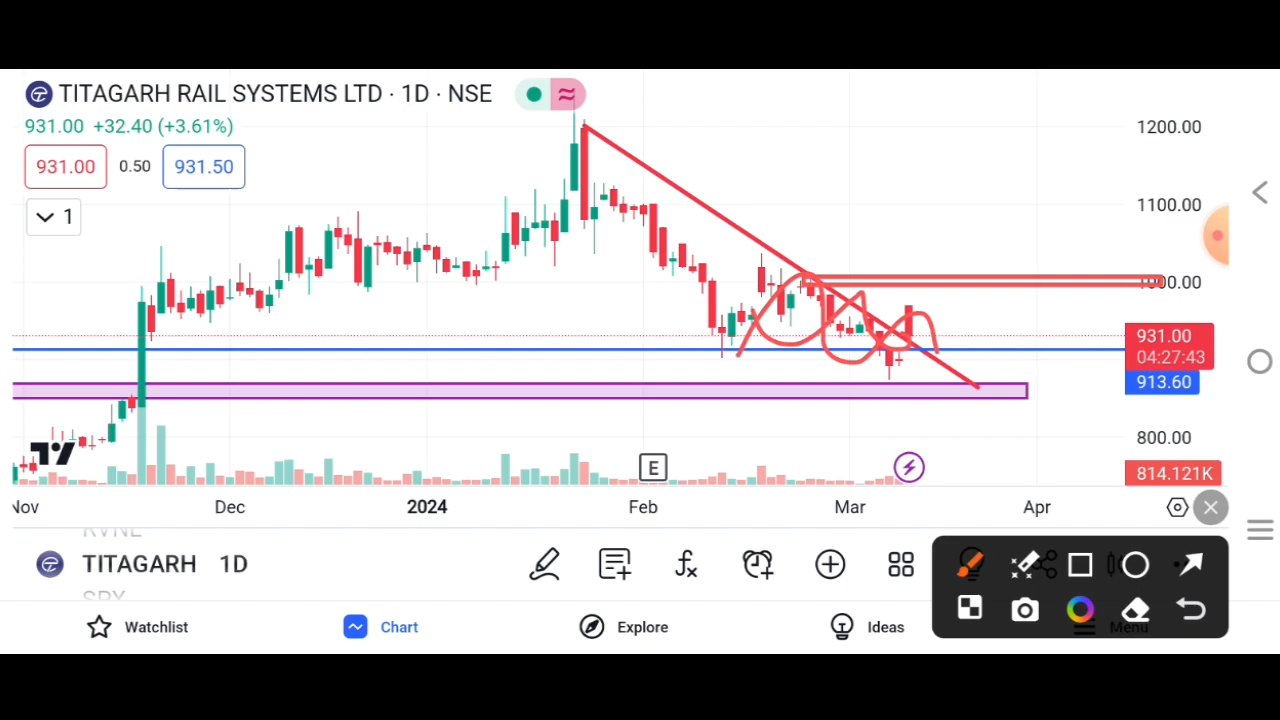 TITAGARH RAIL SYSTEMS LTD · 1D · NSE
931.00 +32.40 (+3.61%)
931.00 0.50 931.50
1
1200.00
1100.00
1000.00
931.00
04:27:43
913.60
800.00
814.121K
E
Nov Dec 2024 Feb Mar Apr
RVNL
TITAGARH 1D
Watchlist Chart Explore Ideas Menu